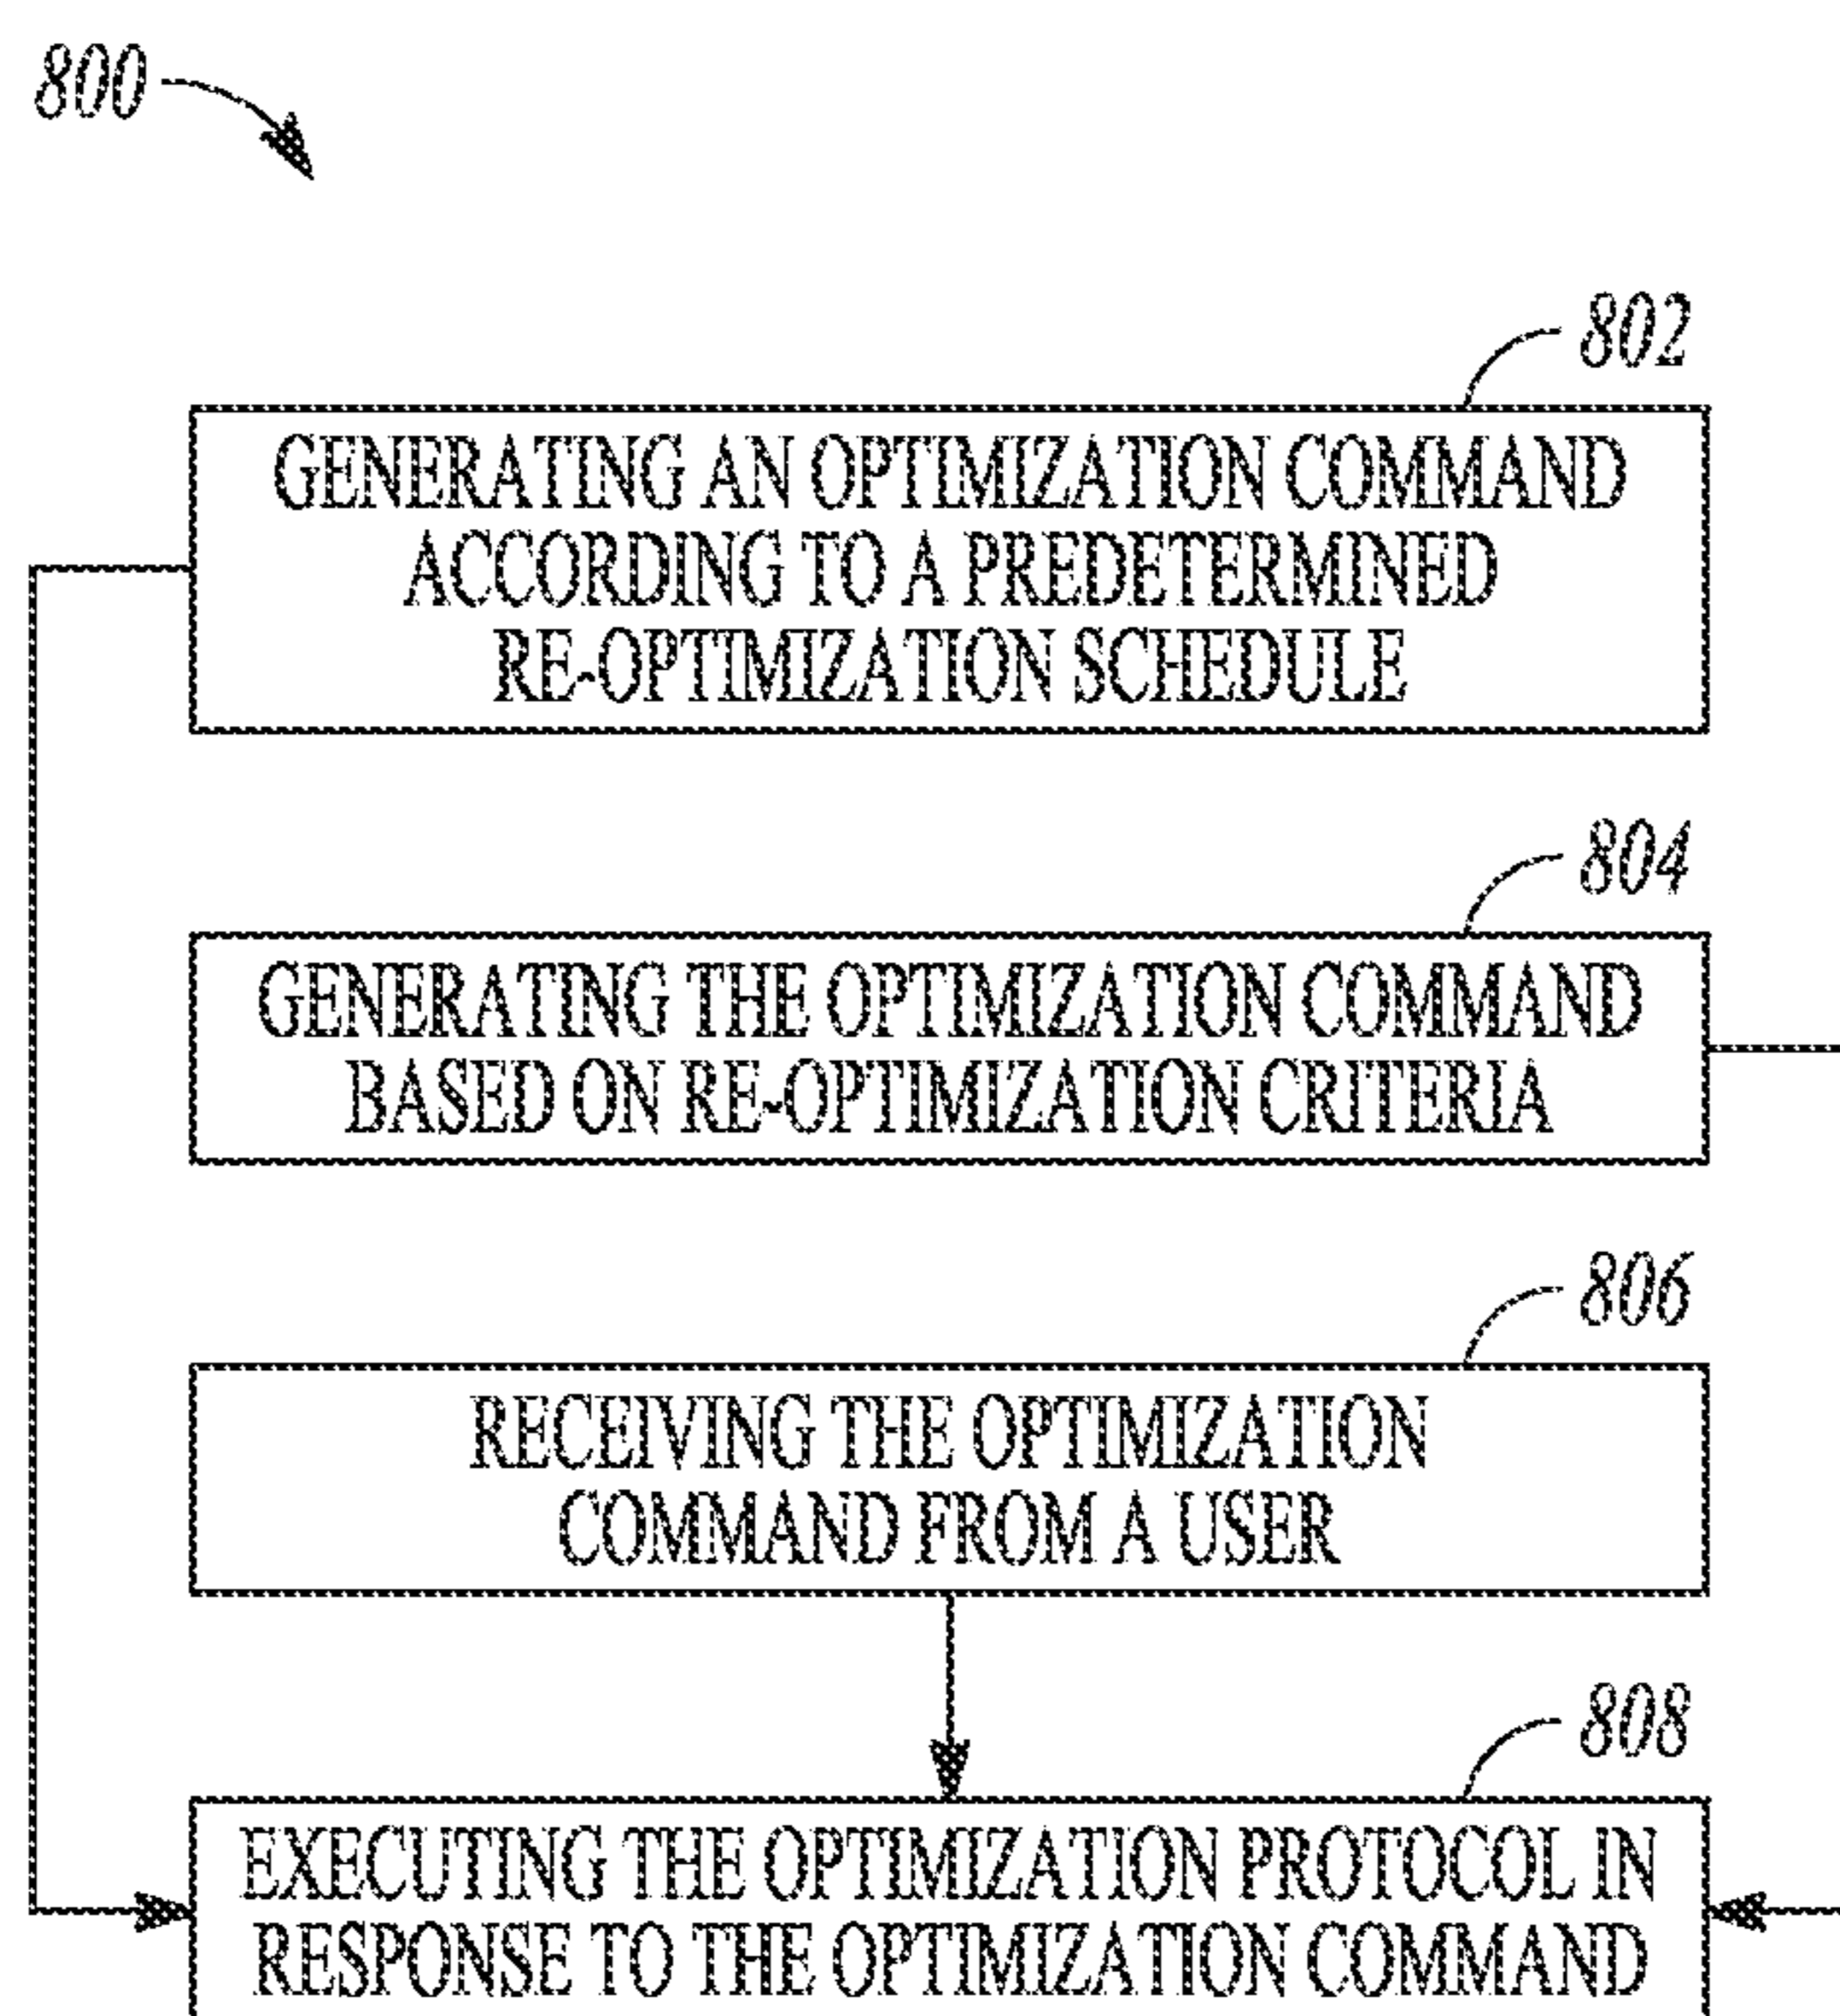 800
802
GENERATING AN OPTIMIZATION COMMAND
ACCORDING TO A PREDETERMINED
RE-OPTIMIZATION SCHEDULE
804
GENERATING THE OPTIMIZATION COMMAND
BASED ON RE-OPTIMIZATION CRITERIA
806
RECEIVING THE OPTIMIZATION
COMMAND FROM A USER
808
EXECUTING THE OPTIMIZATION PROTOCOL IN
RESPONSE TO THE OPTIMIZATION COMMAND